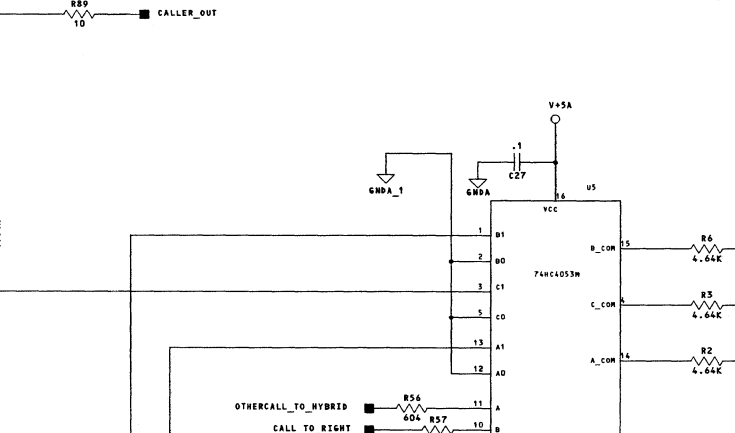 R89
10
CALLER_OUT
V+5A
.1
C27
GNDA_1
GNDA
U5
16
VCC
1
B1
B_COM
15
R6
4.64K
2
B0
74HC4053M
3
C1
C_COM
4
R3
4.64K
5
C0
13
A1
A_COM
14
R2
4.64K
12
A0
OTHERCALL_TO_HYBRID
R56
604
11
A
CALL TO RIGHT
R57
10
B